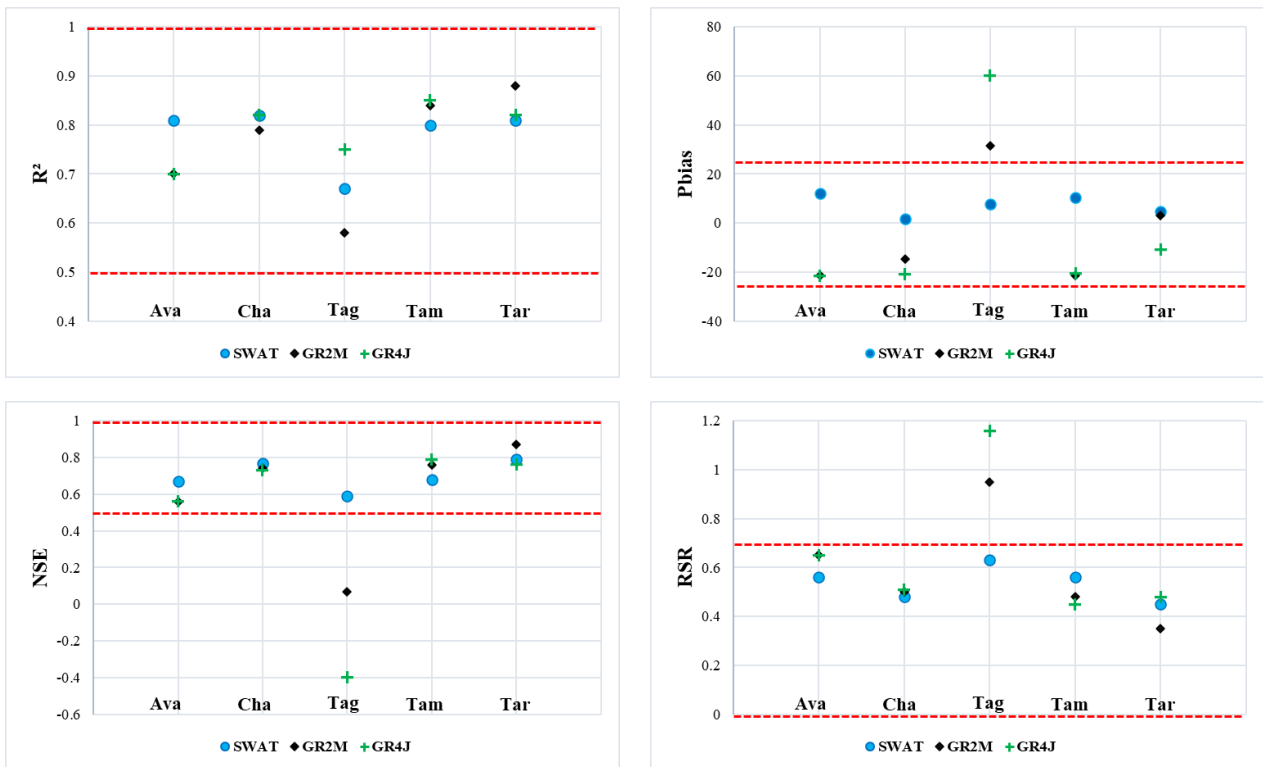 R²
1
0.9
0.8
0.7
0.6
0.5
0.4
Ava Cha Tag Tam Tar
SWAT GR2M GR4J
Pbias
80
60
40
20
0
-20
-40
Ava Cha Tag Tam Tar
SWAT GR2M GR4J
NSE
1
0.8
0.6
0.4
0.2
0
-0.2
-0.4
-0.6
Ava Cha Tag Tam Tar
SWAT GR2M GR4J
RSR
1.2
1
0.8
0.6
0.4
0.2
0
Ava Cha Tag Tam Tar
SWAT GR2M GR4J